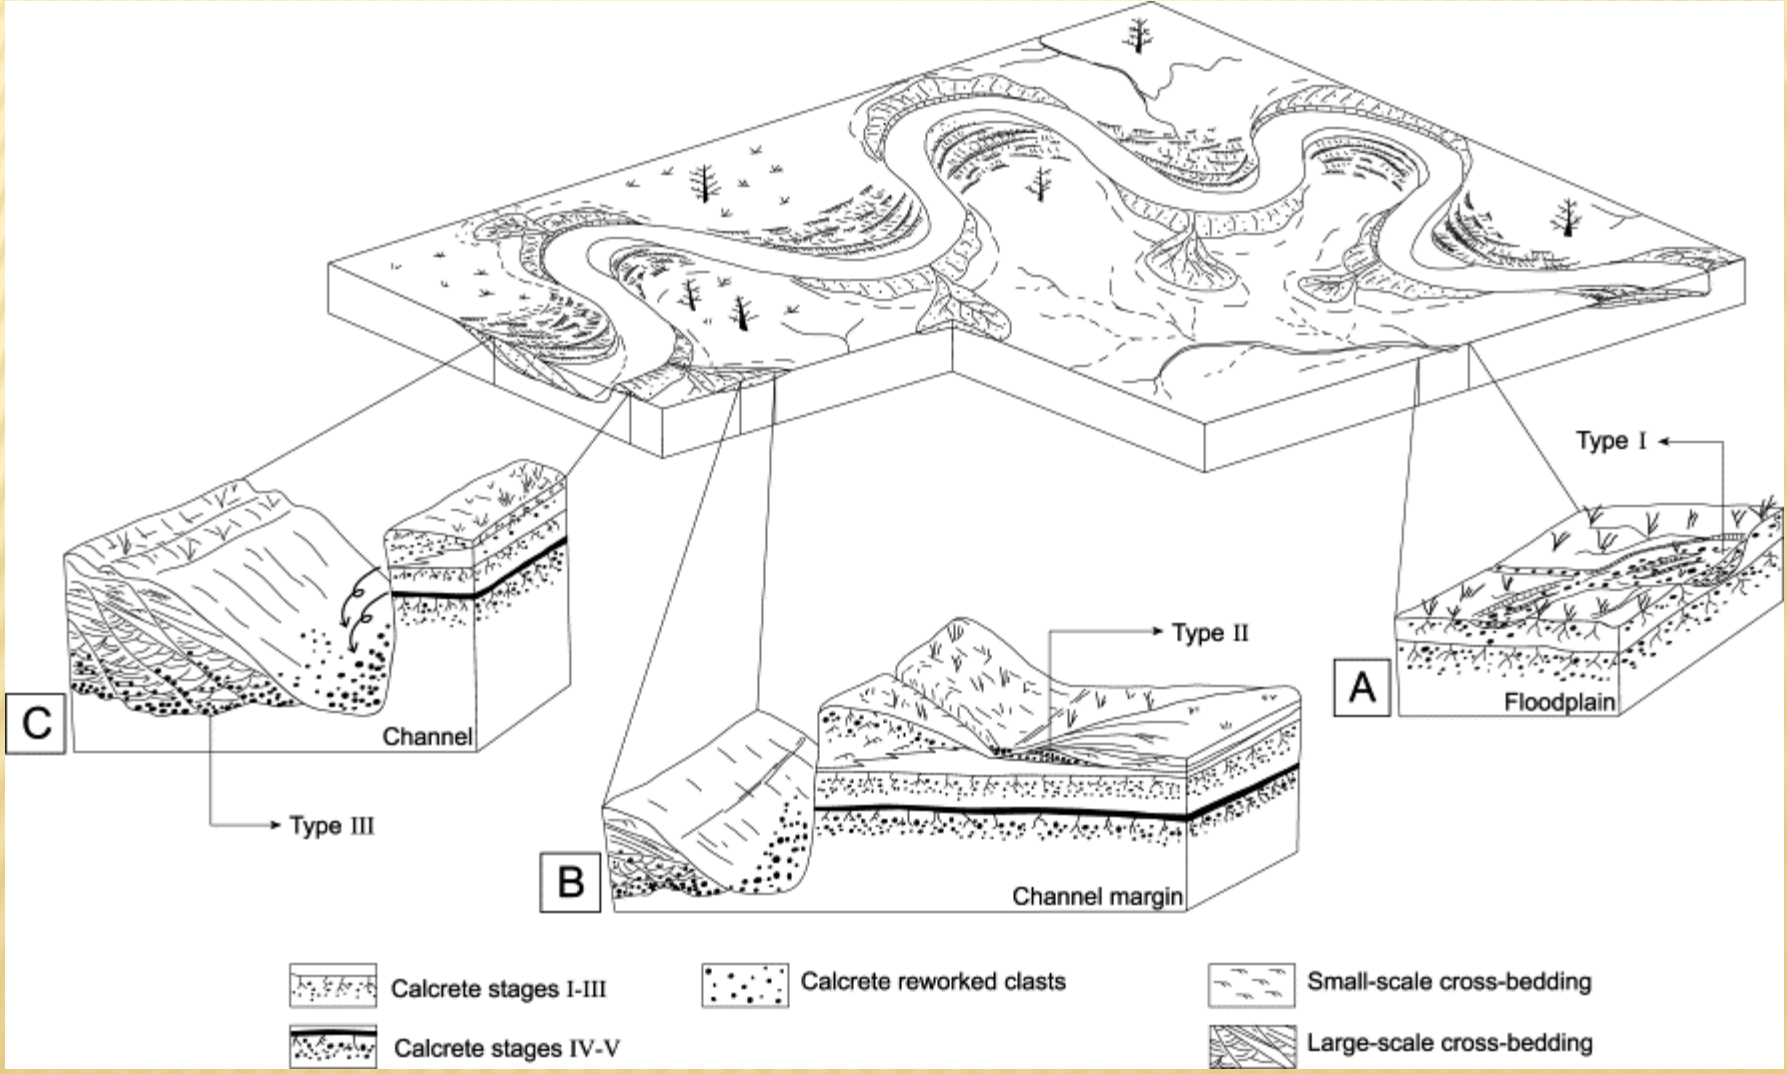 Type I
A
Floodplain
Type II
B
Channel margin
C
Channel
Type III
Calcrete stages I-III
Calcrete stages IV-V
Calcrete reworked clasts
Small-scale cross-bedding
Large-scale cross-bedding